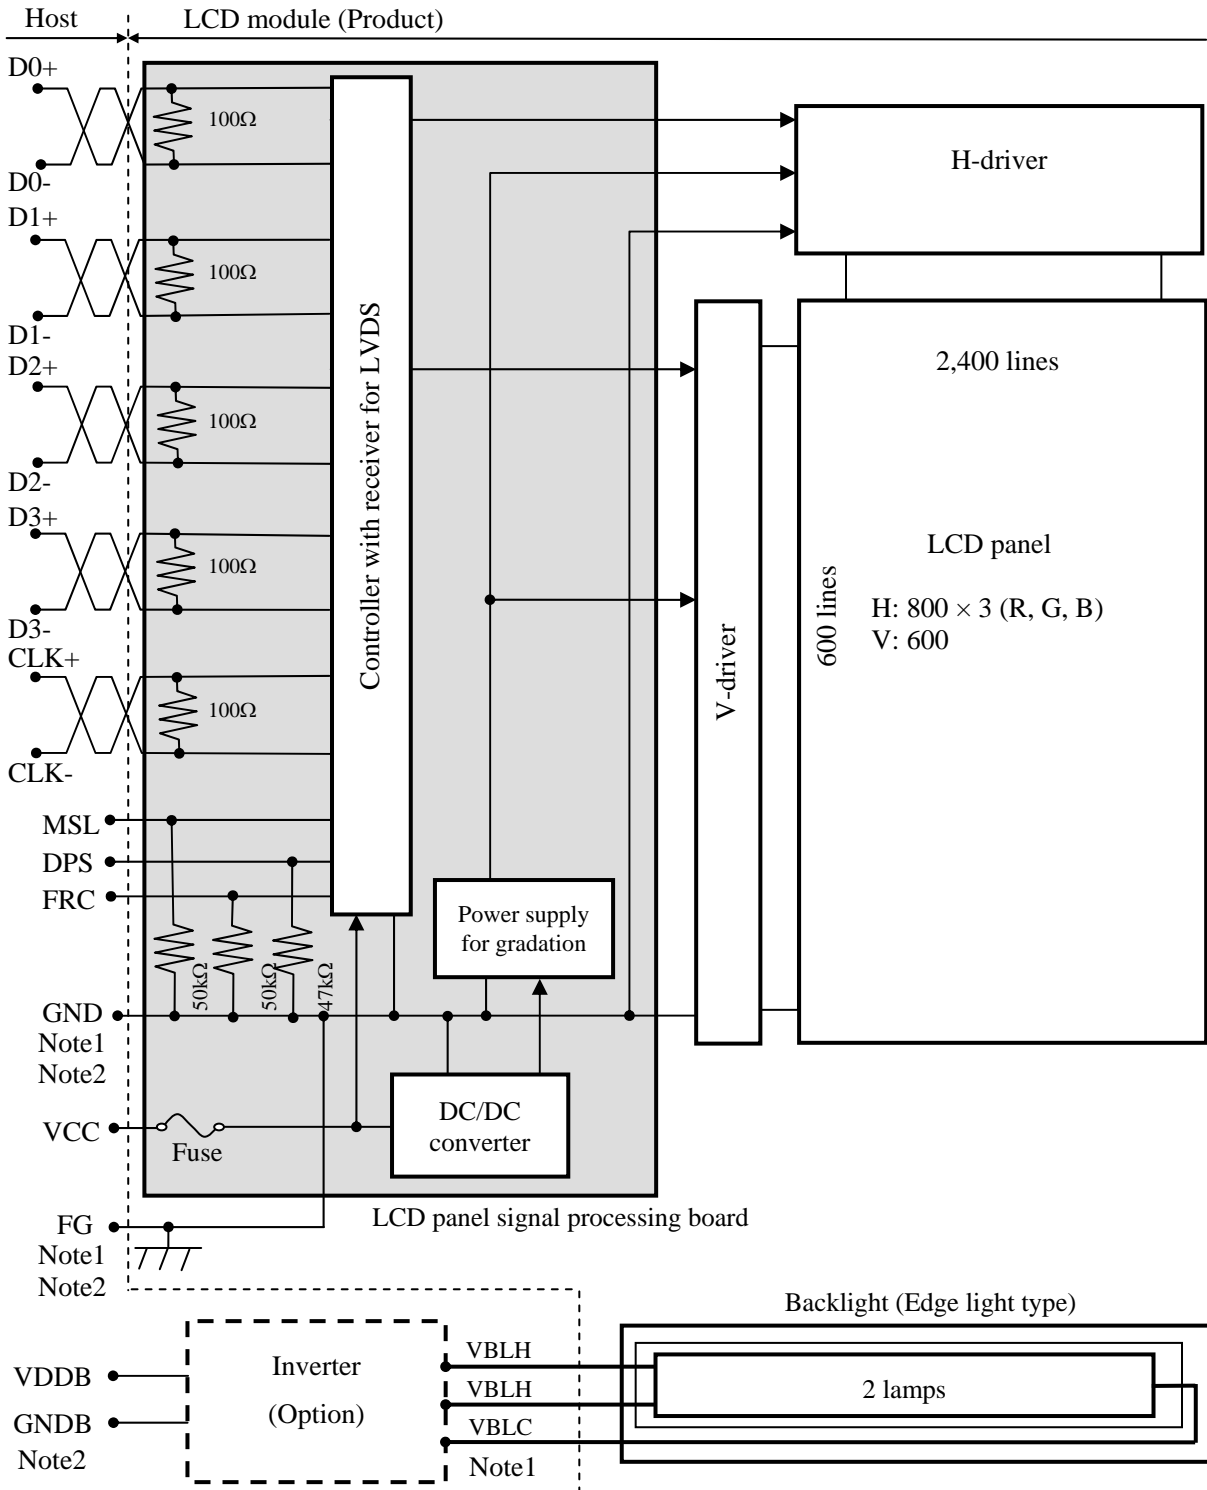 Host
LCD module (Product)
D0+
100Ω
D0-
D1+
100Ω
D1-
D2+
100Ω
D2-
D3+
100Ω
D3-
CLK+
100Ω
CLK-
MSL
DPS
FRC
50kΩ
50kΩ
47kΩ
GND
Note1
Note2
VCC
Fuse
FG
Note1
Note2
Controller with receiver for LVDS
Power supply
for gradation
DC/DC
converter
LCD panel signal processing board
H-driver
V-driver
2,400 lines
600 lines
LCD panel
H: 800 × 3 (R, G, B)
V: 600
Backlight (Edge light type)
VDDB
GNDB
Note2
Inverter
(Option)
VBLH
VBLH
VBLC
Note1
2 lamps